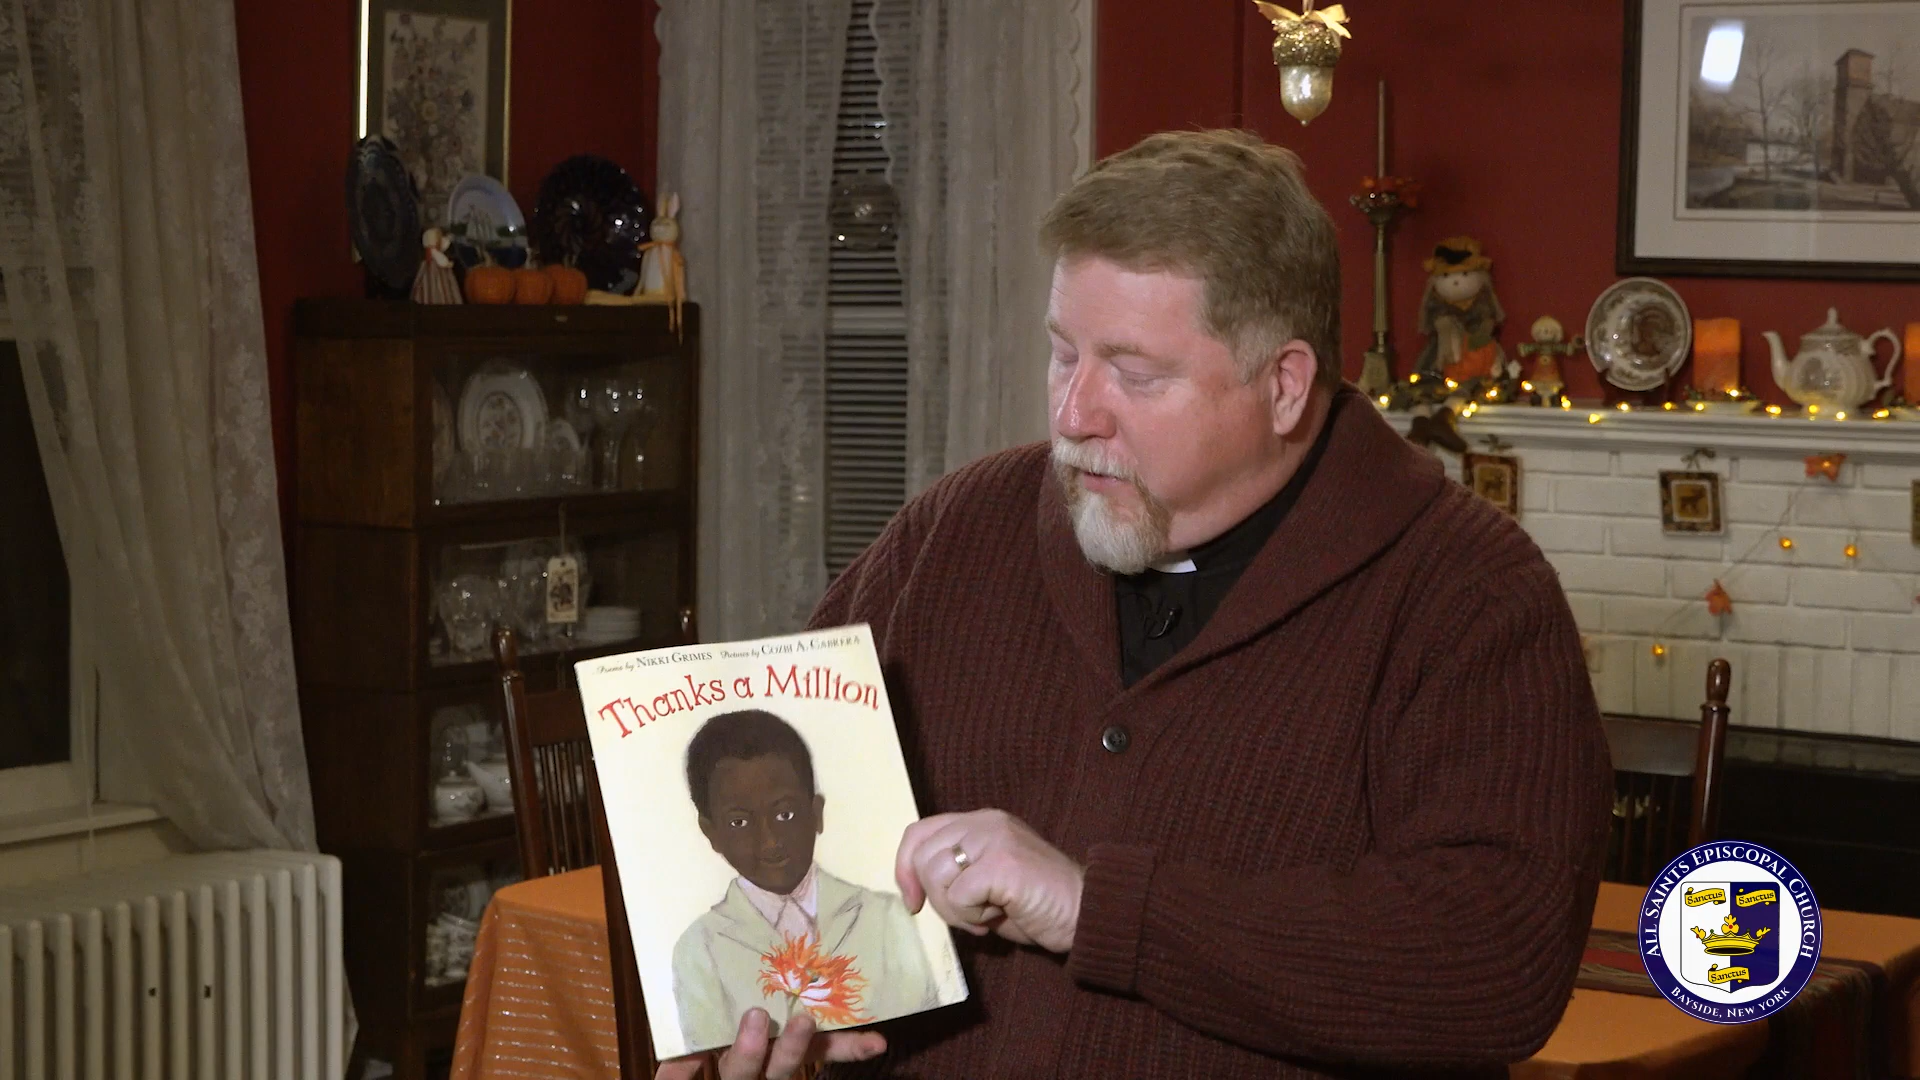 Poems by NIKKI GRIMES Pictures by COZBI A. CABRERA
Thanks a Million
ALL SAINTS EPISCOPAL CHURCH
Sanctus Sanctus
Sanctus
BAYSIDE, NEW YORK